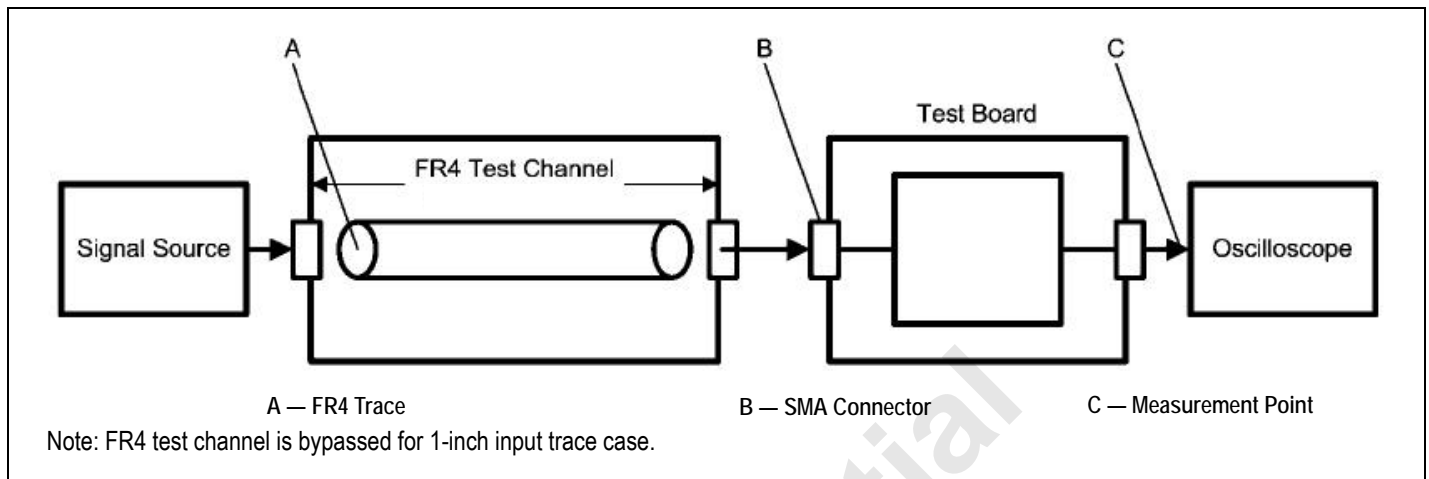 A
B
C
Test Board
FR4 Test Channel
Signal Source
Oscilloscope
A — FR4 Trace
B — SMA Connector
C — Measurement Point
Note: FR4 test channel is bypassed for 1-inch input trace case.
tial